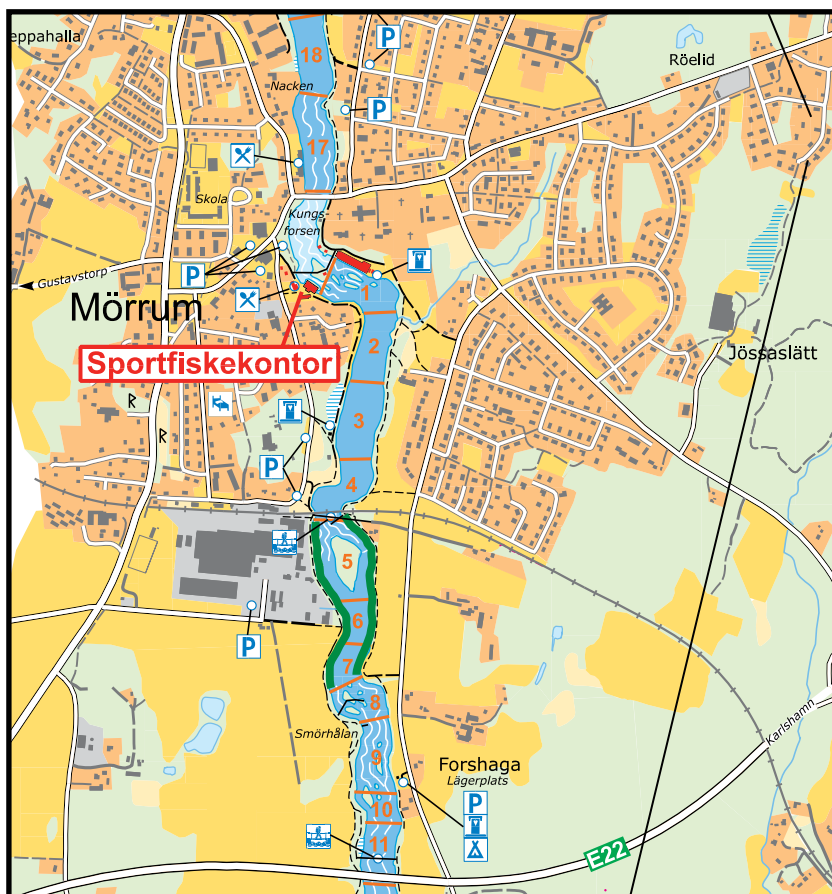 eppahalla
18
P
Röelid
Nacken
P
17
Skola
Kungs-
forsen
P
Gustavstorp
1
Mörrum
2
Jössaslätt
Sportfiskekontor
3
R
R
P
4
5
6
P
7
8
Smörhålan
9
Karlshamn
Forshaga
Lägerplats
P
10
11
E22